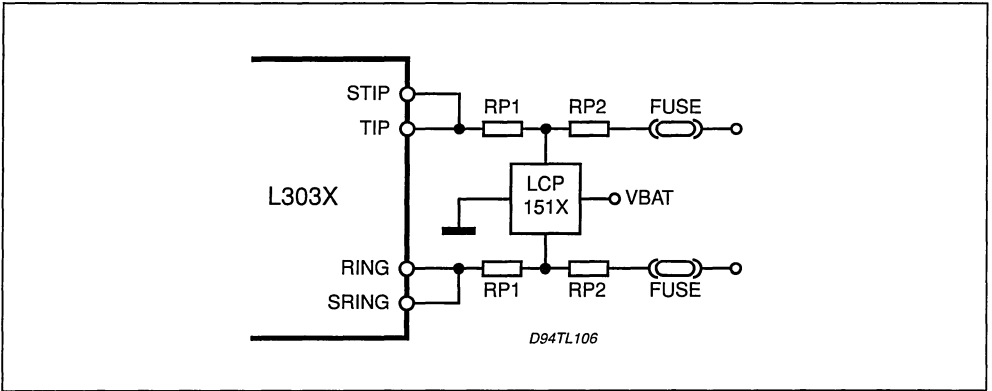 STIP
RP1
RP2
FUSE
TIP
L303X
LCP
151X
VBAT
RING
RP1
RP2
FUSE
SRING
D94TL106